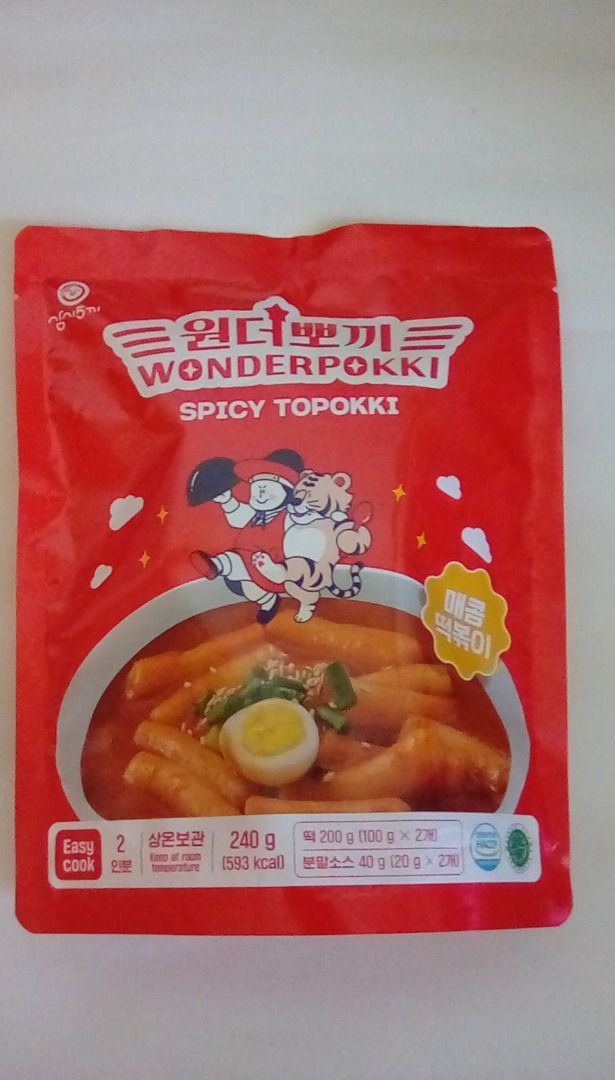 원더뽀끼
WONDERPOKKI
SPICY TOPOKKI
매콤
떡볶이
Easy
cook
2
인분
상온보관
Keep at room
temperature
240 g
(593 kcal)
떡 200 g (100 g × 2개)
분말소스 40 g (20 g × 2개)
HACCP